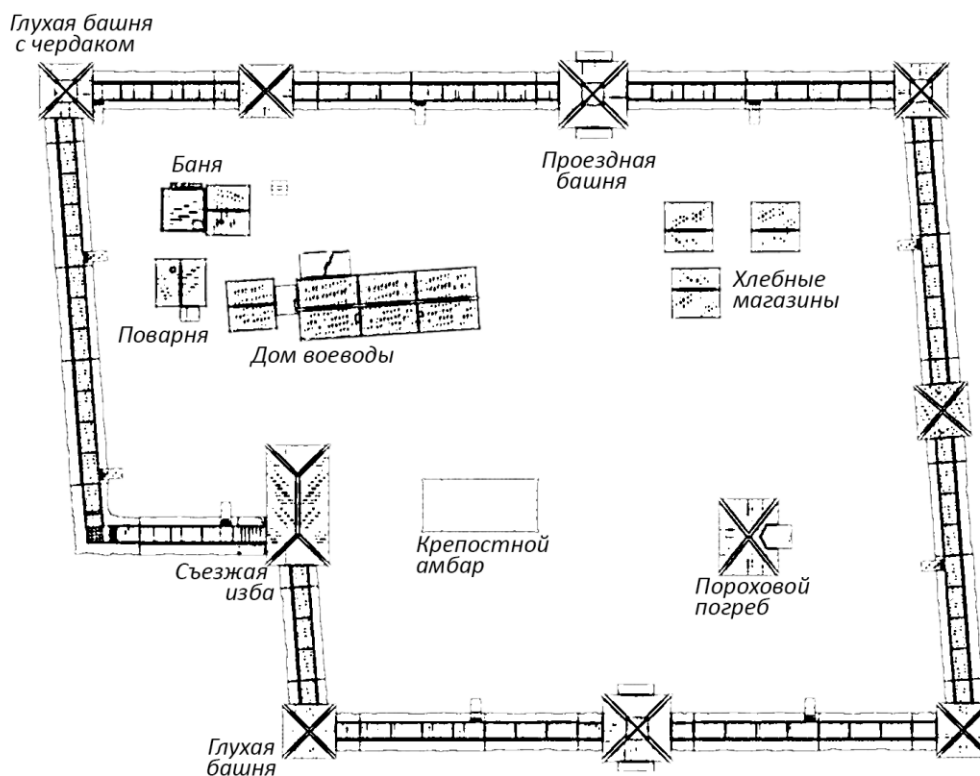 Глухая башня
с чердаком
Проездная
башня
Баня
Хлебные
магазины
Поварня
Дом воеводы
Крепостной
амбар
Съезжая
изба
Пороховой
погреб
Глухая
башня